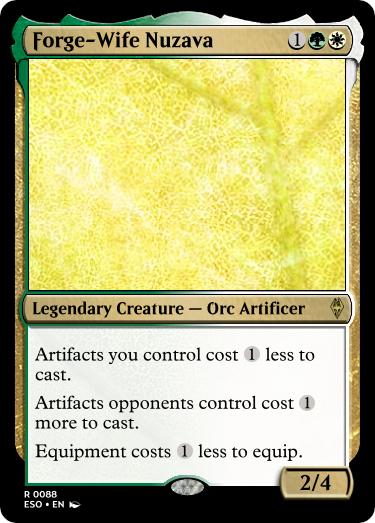 Forge-Wife Nuzava 1
Legendary Creature — Orc Artificer
Artifacts you control cost 1 less to
cast.
Artifacts opponents control cost 1
more to cast.
Equipment costs 1 less to equip.
2/4
R 0088
ESO • EN